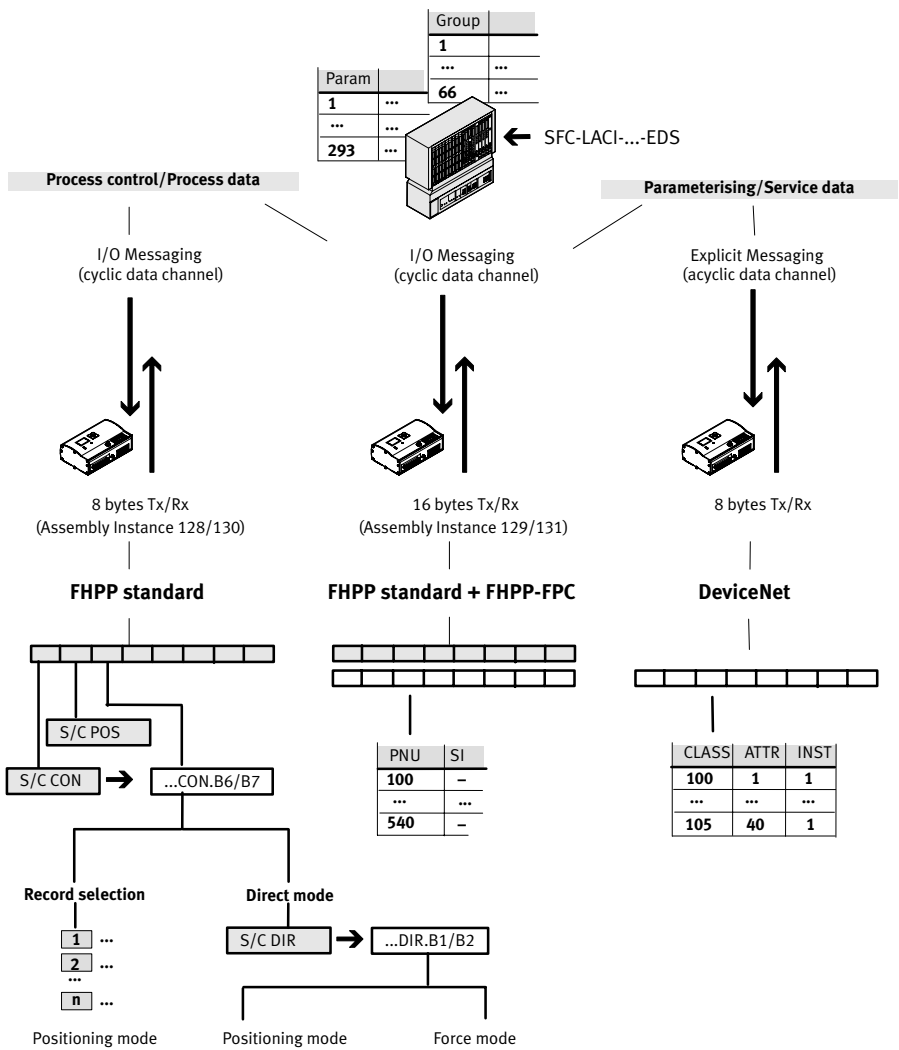 Group
1
... ...
66 ...
Param
1 ...
... ...
293 ...
SFC-LACI-...-EDS
Process control/Process data
Parameterising/Service data
I/O Messaging
(cyclic data channel)
I/O Messaging
(cyclic data channel)
Explicit Messaging
(acyclic data channel)
8 bytes Tx/Rx
(Assembly Instance 128/130)
16 bytes Tx/Rx
(Assembly Instance 129/131)
8 bytes Tx/Rx
FHPP standard
FHPP standard + FHPP-FPC
DeviceNet
S/C POS
S/C CON
...CON.B6/B7
PNU SI
100 –
... ...
540 –
CLASS ATTR INST
100 1 1
... ... ...
105 40 1
Record selection
1 ...
2 ...
...
n ...
Positioning mode
Direct mode
S/C DIR
...DIR.B1/B2
Positioning mode
Force mode